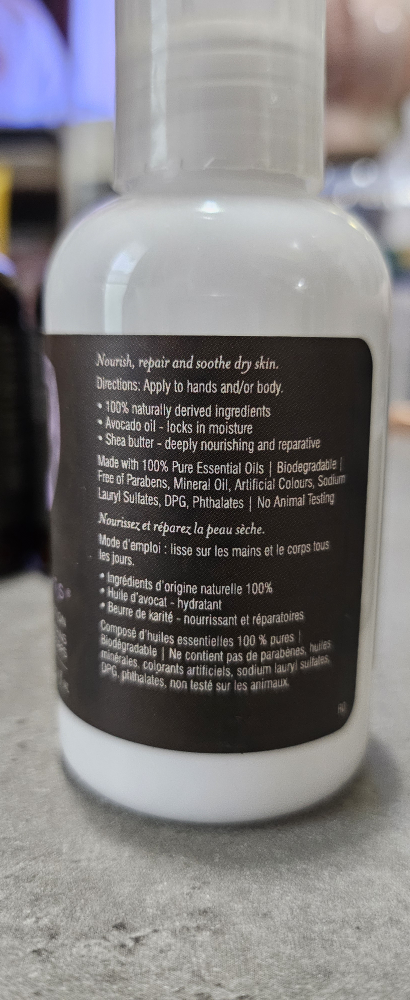 Nourish, repair and soothe dry skin.
Directions: Apply to hands and/or body.
• 100% naturally derived ingredients
• Avocado oil - locks in moisture
• Shea butter - deeply nourishing and reparative
Made with 100% Pure Essential Oils | Biodegradable |
Free of Parabens, Mineral Oil, Artificial Colours, Sodium
Lauryl Sulfates, DPG, Phthalates | No Animal Testing
Nourissez et réparez la peau sèche.
Mode d'emploi : lisse sur les mains et le corps tous
les jours.
• Ingrédients d'origine naturelle 100%
• Huile d'avocat - hydratant
• Beurre de karité - nourrissant et réparatoires
Composé d'huiles essentielles 100 % pures |
Biodégradable | Ne contient pas de parabènes, huiles
minérales, colorants artificiels, sodium lauryl sulfates,
DPG, phthalates, non testé sur les animaux.